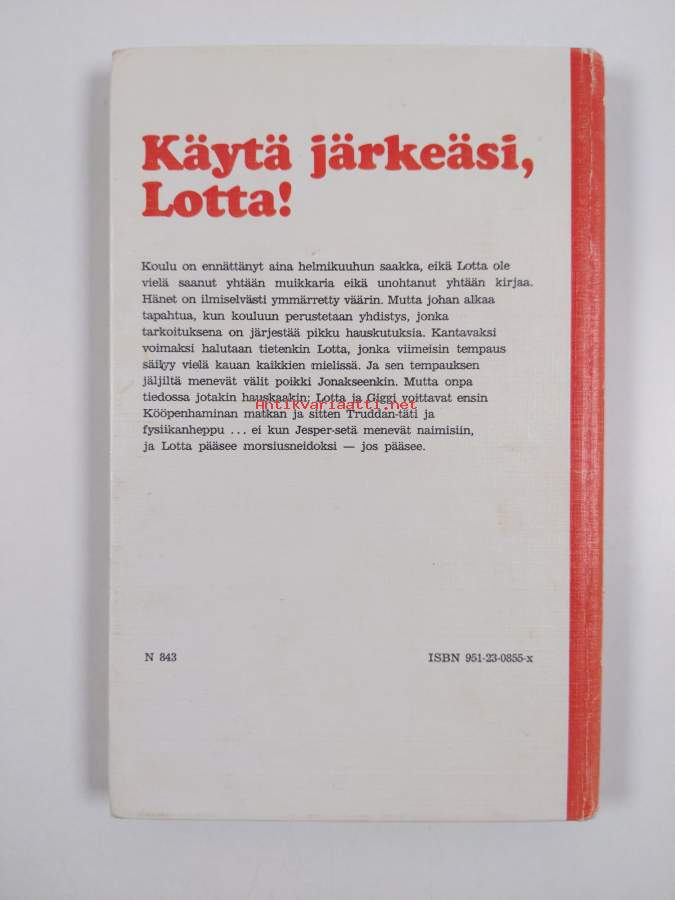 Käytä järkeäsi,
Lotta!
Koulu on ennättänyt aina helmikuuhun saakka, eikä Lotta ole
vielä saanut yhtään muikkaria eikä unohtanut yhtään kirjaa.
Hänet on ilmiselvästi ymmärretty väärin. Mutta johan alkaa
tapahtua, kun kouluun perustetaan yhdistys, jonka
tarkoituksena on järjestää pikku hauskutuksia. Kantavaksi
voimaksi halutaan tietenkin Lotta, jonka viimeisin tempaus
säilyy vielä kauan kaikkien mielissä. Ja sen tempauksen
jäljiltä menevät välit poikki Jonakseenkin. Mutta onpa
tiedossa jotakin hauskaakin: Lotta ja Giggi voittavat ensin
Antikvariaatti.net
Kööpenhaminan matkan ja sitten Truddan-täti ja
fysiikanheppu ... ei kun Jesper-setä menevät naimisiin,
ja Lotta pääsee morsiusneidoksi — jos pääsee.
N 843 ISBN 951-23-0855-x